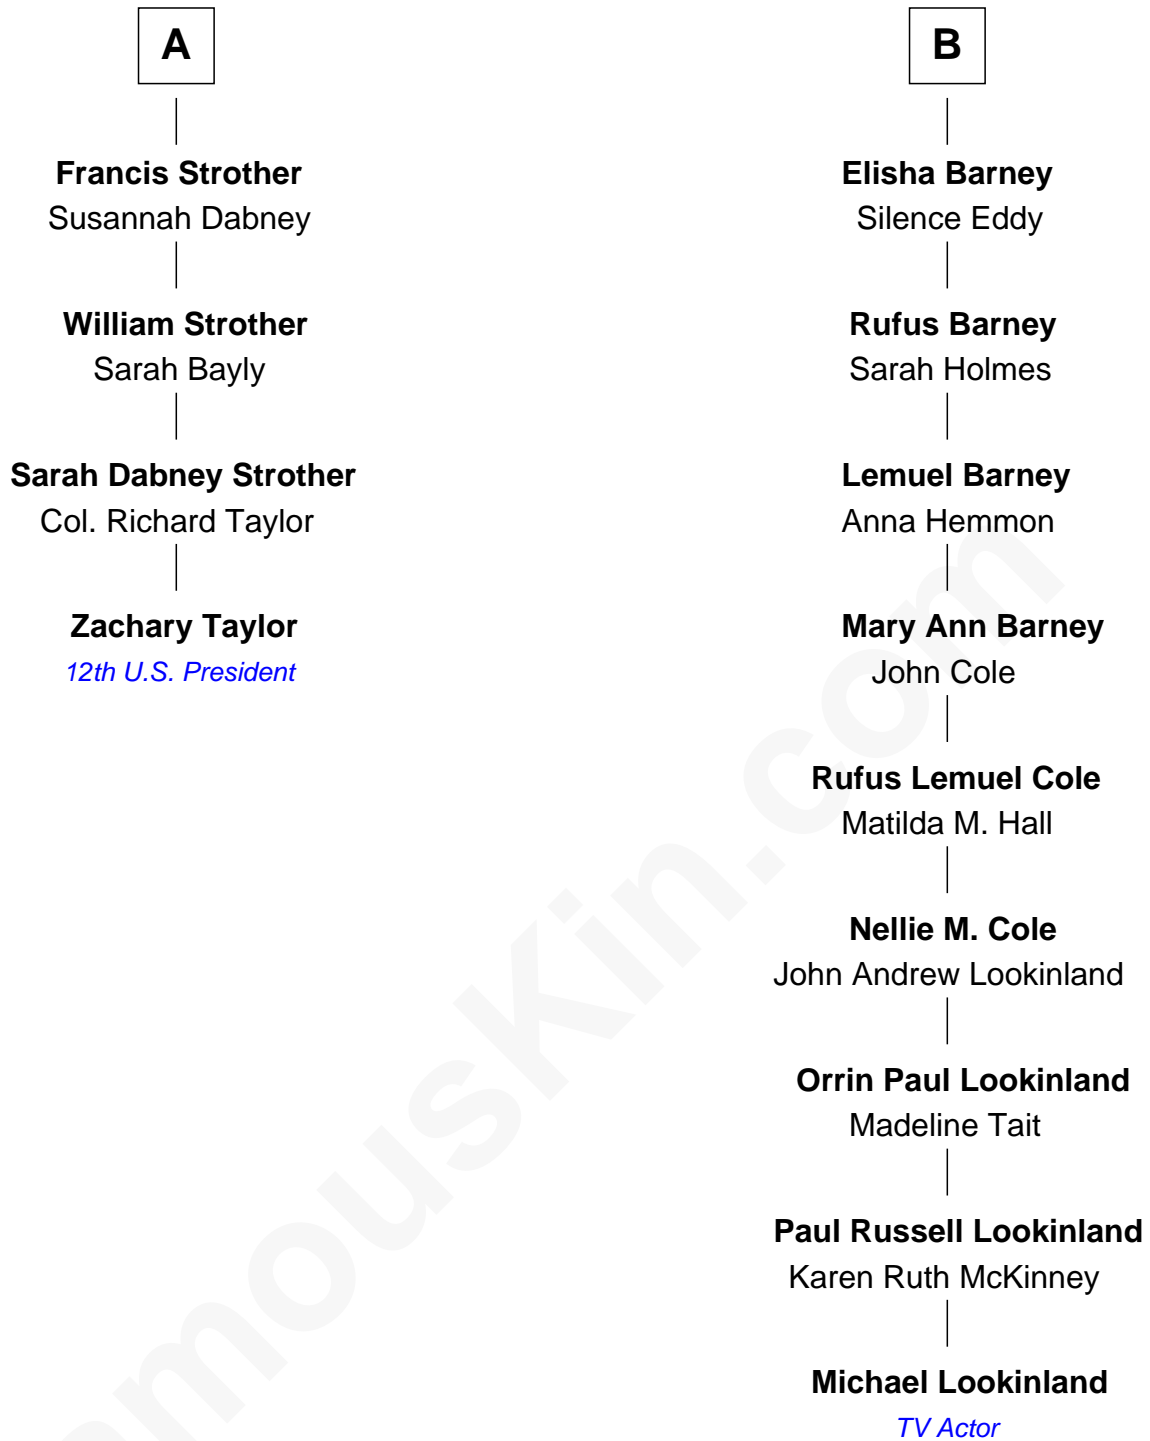 A
Francis Strother
Susannah Dabney
William Strother
Sarah Bayly
Sarah Dabney Strother
Col. Richard Taylor
Zachary Taylor
12th U.S. President
B
Elisha Barney
Silence Eddy
Rufus Barney
Sarah Holmes
Lemuel Barney
Anna Hemmon
Mary Ann Barney
John Cole
Rufus Lemuel Cole
Matilda M. Hall
Nellie M. Cole
John Andrew Lookinland
Orrin Paul Lookinland
Madeline Tait
Paul Russell Lookinland
Karen Ruth McKinney
Michael Lookinland
TV Actor
amouskin.com